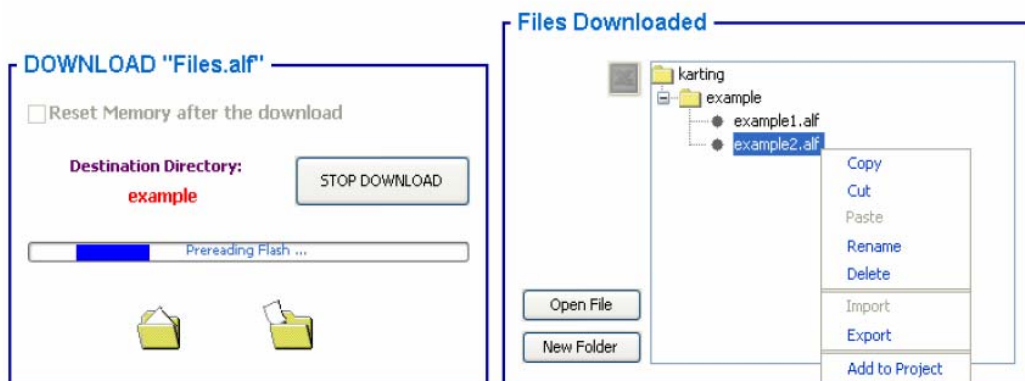 DOWNLOAD "Files.alf"
Reset Memory after the download
Destination Directory:
example
STOP DOWNLOAD
Prereading Flash ...
Files Downloaded
karting
example
example1.alf
example2.alf
Copy
Cut
Paste
Rename
Delete
Import
Export
Add to Project
Open File
New Folder